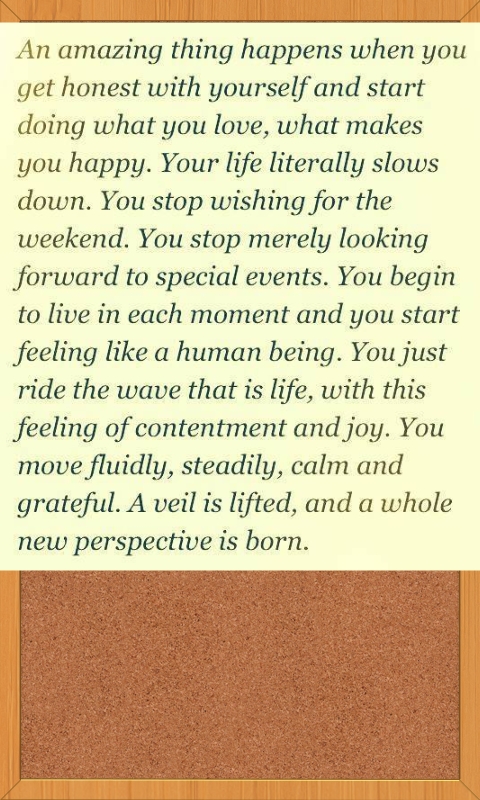 An amazing thing happens when you
get honest with yourself and start
doing what you love, what makes
you happy. Your life literally slows
down. You stop wishing for the
weekend. You stop merely looking
forward to special events. You begin
to live in each moment and you start
feeling like a human being. You just
ride the wave that is life, with this
feeling of contentment and joy. You
move fluidly, steadily, calm and
grateful. A veil is lifted, and a whole
new perspective is born.